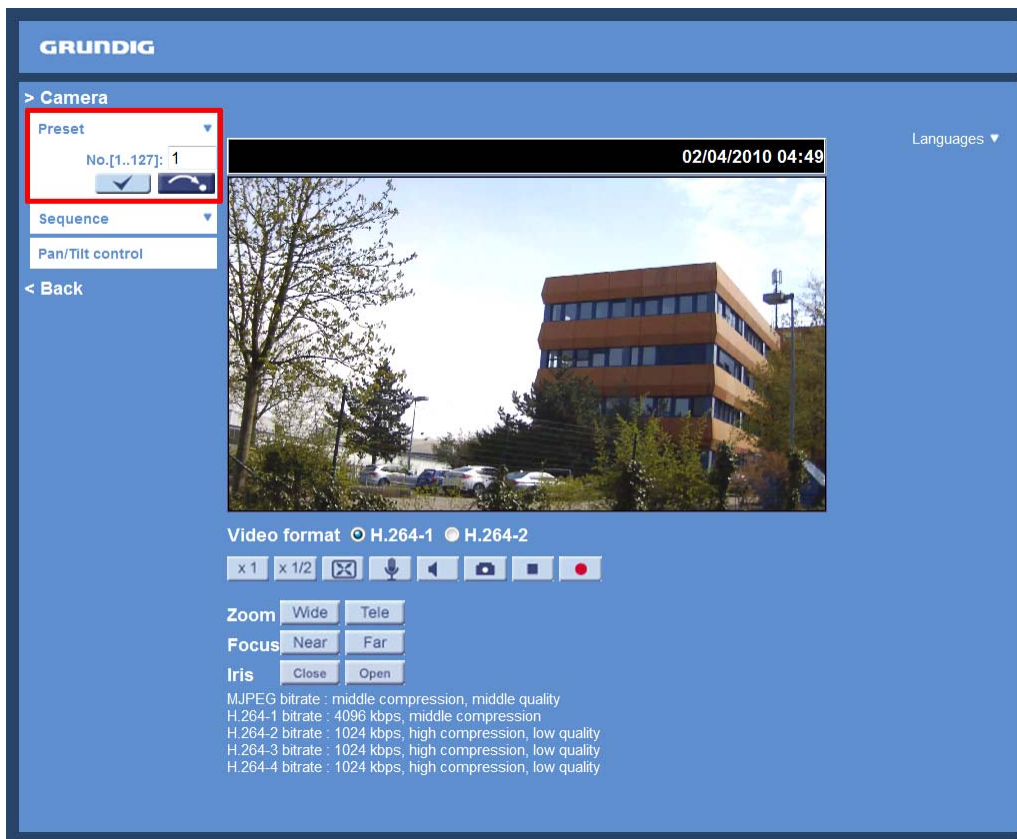 GRUNDIG
> Camera
Preset ▼
No.[1..127]: 1
Sequence ▼
Pan/Tilt control
< Back
Languages ▼
02/04/2010 04:49
Video format H.264-1 H.264-2
x 1 x 1/2
Zoom Wide Tele
Focus Near Far
Iris Close Open
MJPEG bitrate : middle compression, middle quality
H.264-1 bitrate : 4096 kbps, middle compression
H.264-2 bitrate : 1024 kbps, high compression, low quality
H.264-3 bitrate : 1024 kbps, high compression, low quality
H.264-4 bitrate : 1024 kbps, high compression, low quality